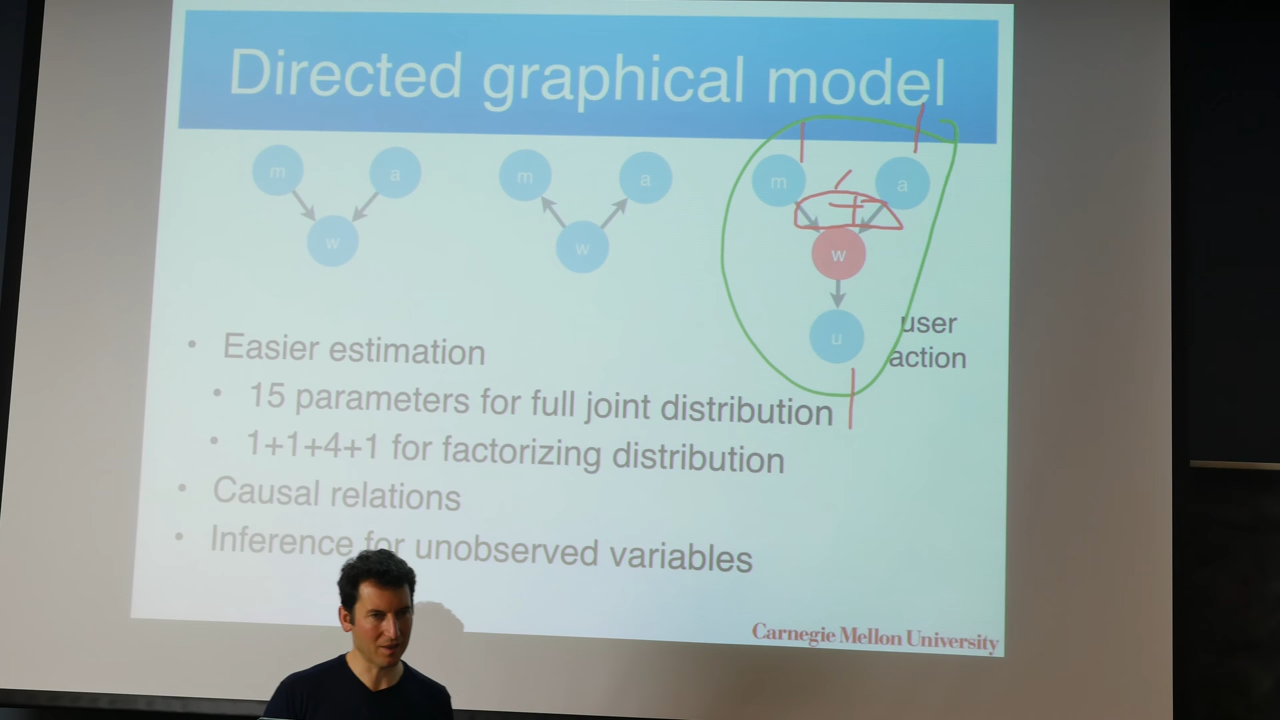 Directed graphical model
m a m a m a
w w w
u
user
action
• Easier estimation
• 15 parameters for full joint distribution
• 1+1+4+1 for factorizing distribution
• Causal relations
• Inference for unobserved variables
Carnegie Mellon University